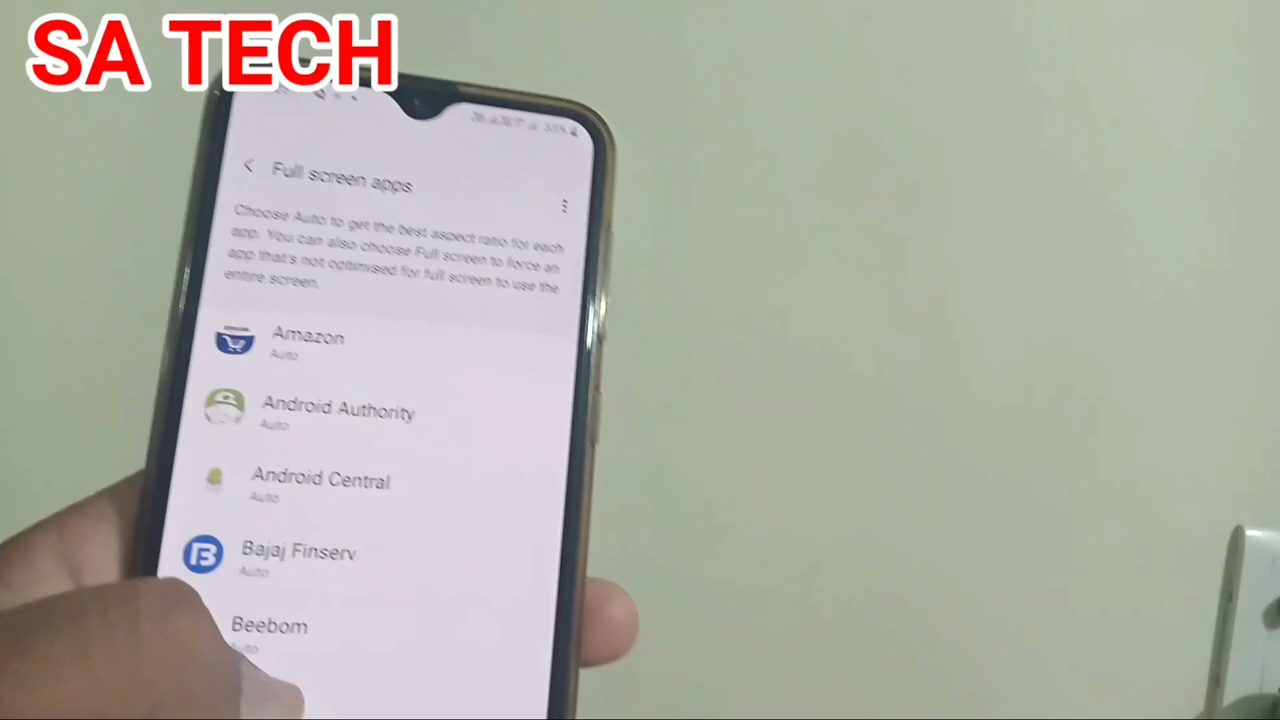 SA TECH
Full screen apps
Choose Auto to get the best aspect ratio for each
app. You can also choose Full screen to force an
app that's not optimised for full screen to use the
entire screen.
Amazon
Auto
Android Authority
Auto
Android Central
Auto
Bajaj Finserv
Auto
Beebom
Auto